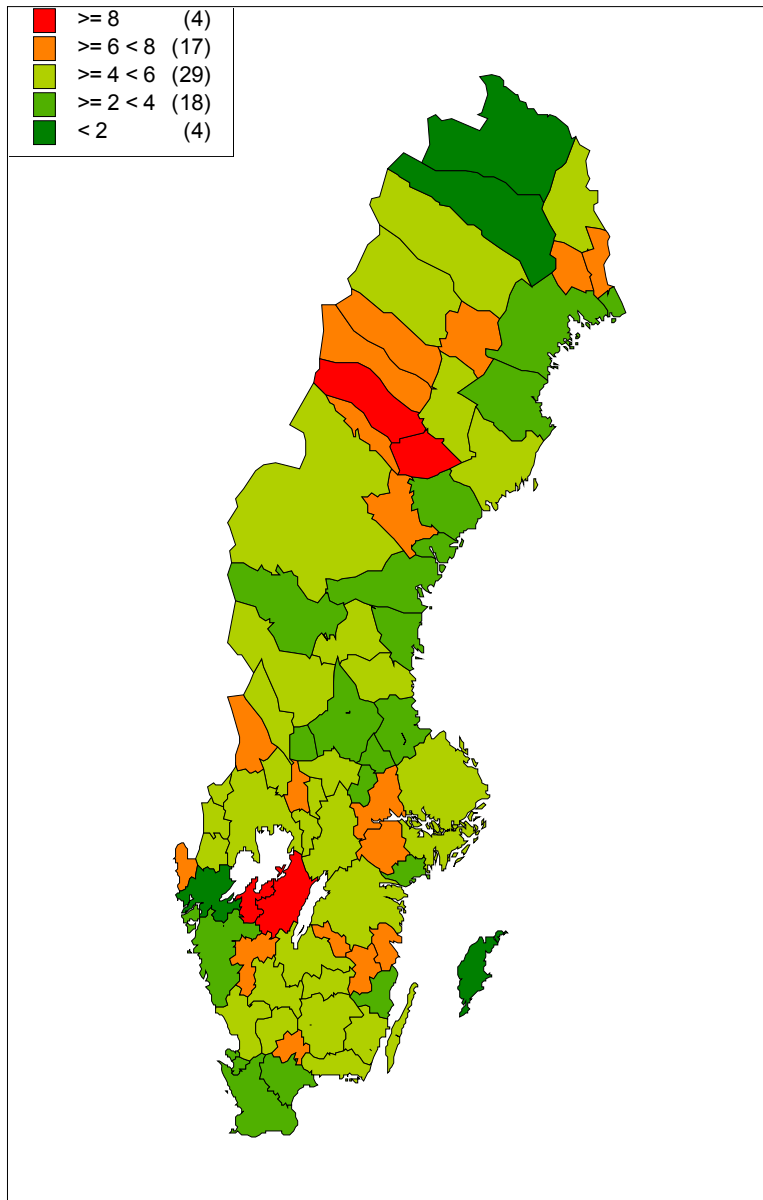 >= 8 (4)
>= 6 < 8 (17)
>= 4 < 6 (29)
>= 2 < 4 (18)
< 2 (4)